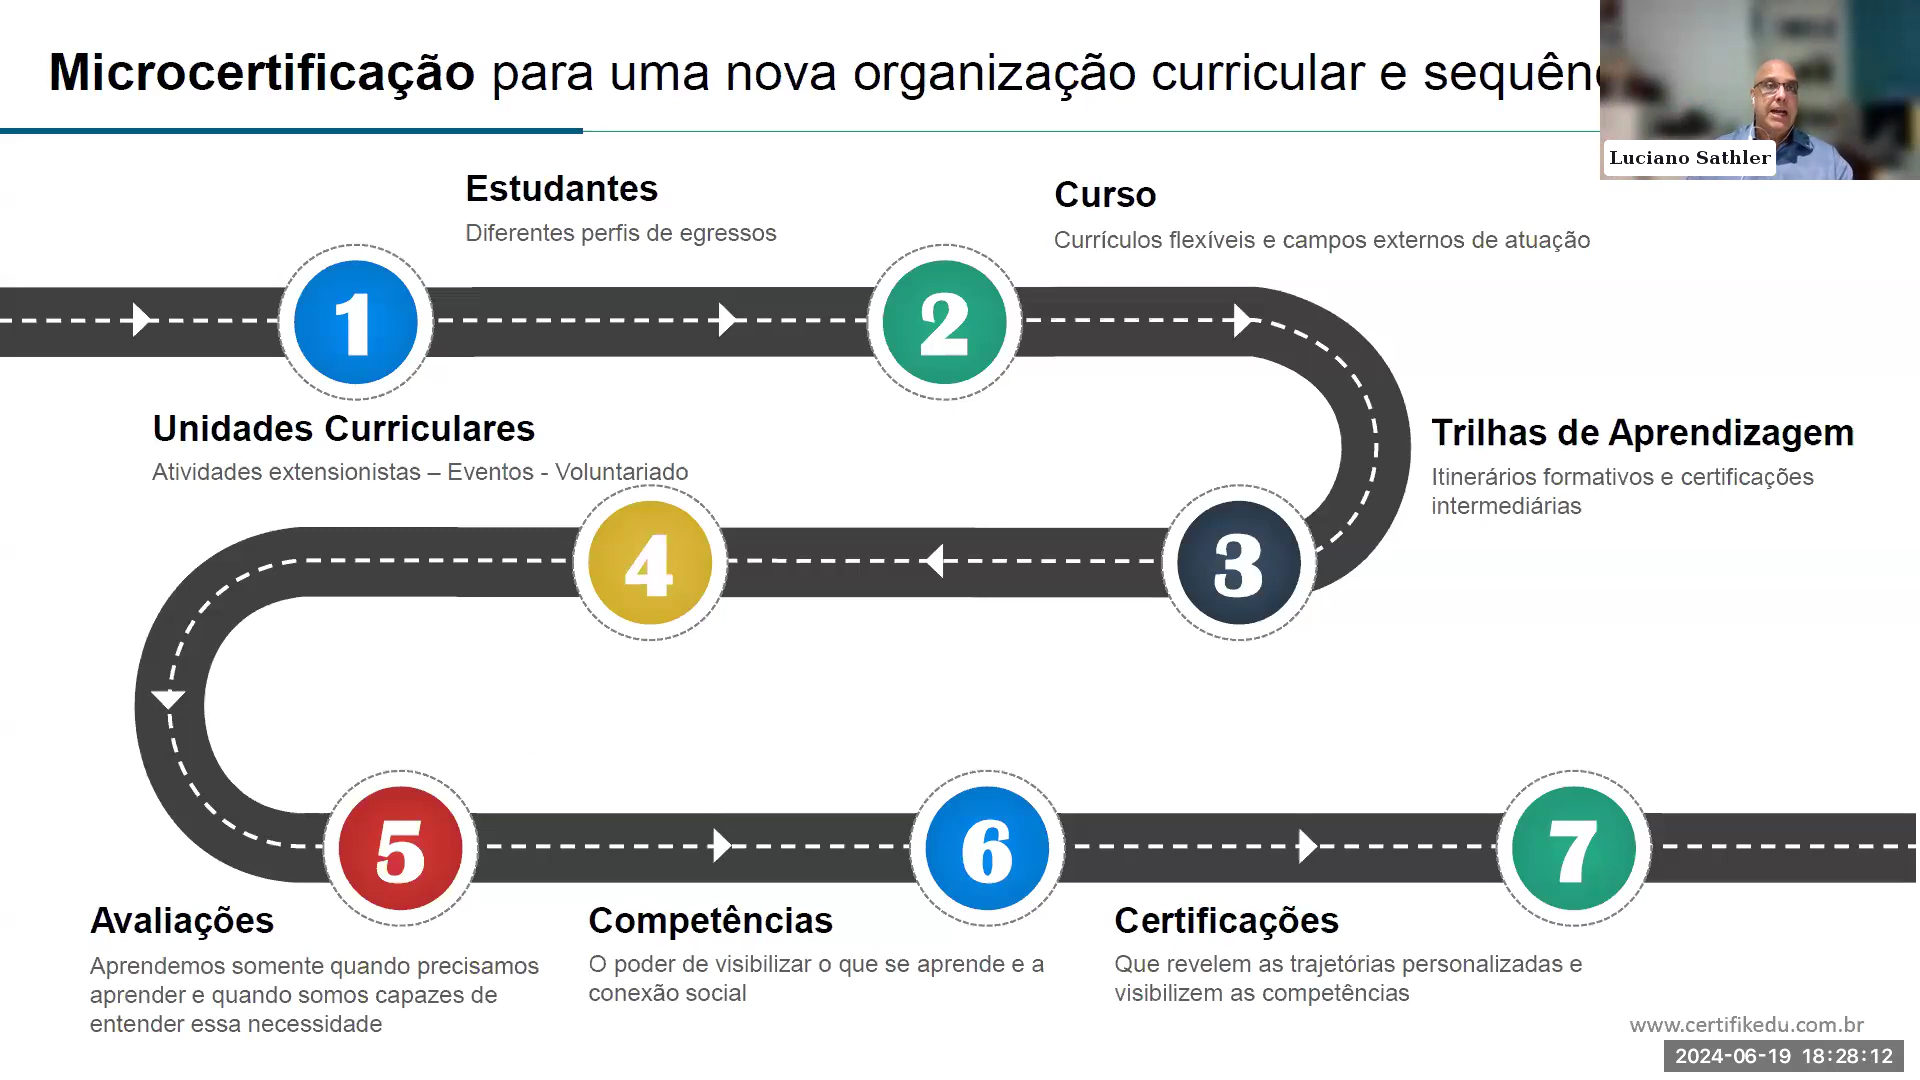 Microcertificação para uma nova organização curricular e sequên
Luciano Sathler
Estudantes
Diferentes perfis de egressos
Curso
Currículos flexíveis e campos externos de atuação
1
2
Unidades Curriculares
Atividades extensionistas – Eventos - Voluntariado
Trilhas de Aprendizagem
Itinerários formativos e certificações
intermediárias
4
3
5
6
7
Avaliações
Aprendemos somente quando precisamos
aprender e quando somos capazes de
entender essa necessidade
Competências
O poder de visibilizar o que se aprende e a
conexão social
Certificações
Que revelem as trajetórias personalizadas e
visibilizem as competências
www.certifikedu.com.br
2024-06-19 18:28:12